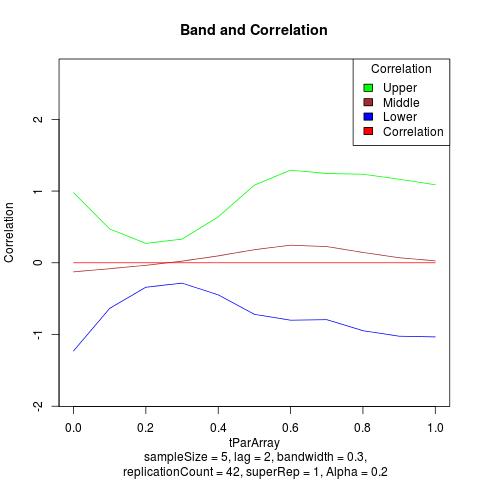 Band and Correlation
Correlation
Upper
Middle
Lower
Correlation
Correlation
2
1
0
-1
-2
0.0 0.2 0.4 0.6 0.8 1.0
tParArray
sampleSize = 5, lag = 2, bandwidth = 0.3,
replicationCount = 42, superRep = 1, Alpha = 0.2